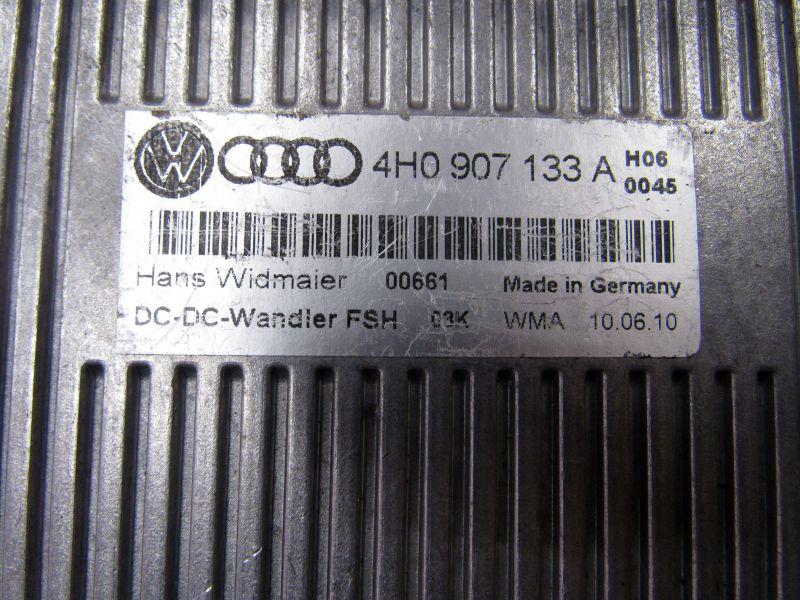 4H0 907 133 A H06
0045
Hans Widmaier 00661 Made in Germany
DC-DC-Wandler FSH 03K WMA 10.06.10